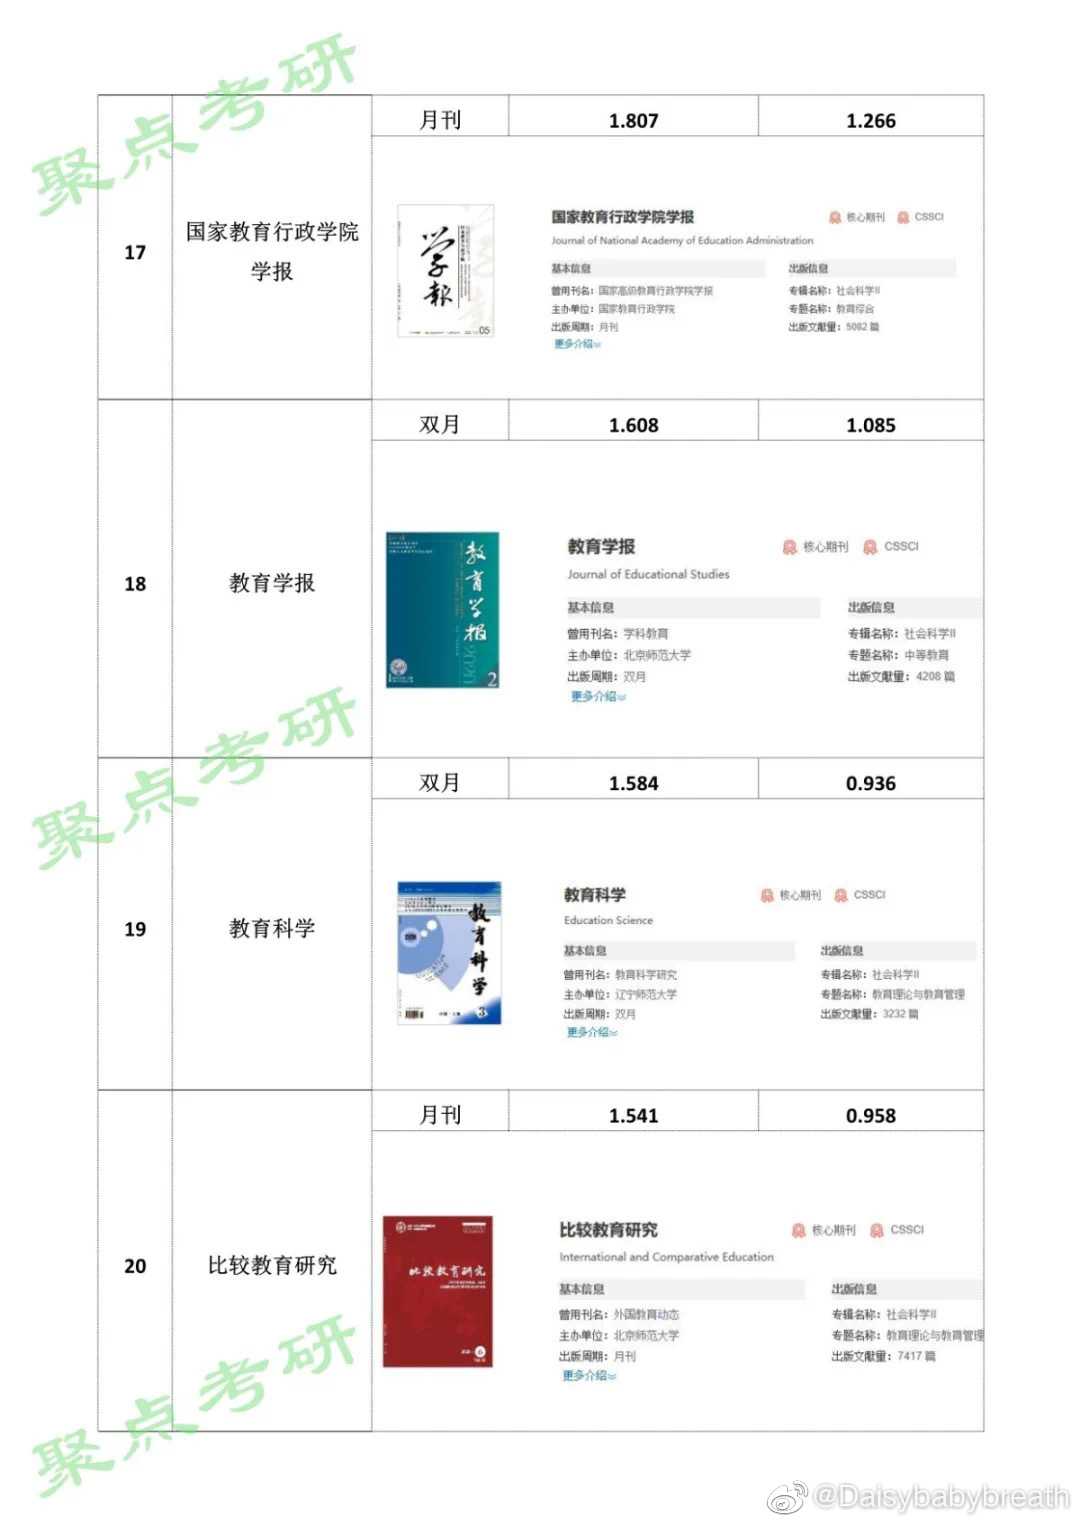 聚点考研
17
国家教育行政学院
学报
月刊
1.807
1.266
学报
05
国家教育行政学院学报
核心期刊
CSSCI
Journal of National Academy of Education Administration
基本信息
出版信息
曾用刊名：国家高级教育行政学院学报
专辑名称：社会科学II
主办单位：国家教育行政学院
专题名称：教育综合
出版周期：月刊
出版文献量：5082 篇
更多介绍
18
教育学报
双月
1.608
1.085
教育学报
2
教育学报
核心期刊
CSSCI
Journal of Educational Studies
基本信息
出版信息
曾用刊名：学科教育
专辑名称：社会科学II
主办单位：北京师范大学
专题名称：中等教育
出版周期：双月
出版文献量：4208 篇
更多介绍
聚点考研
19
教育科学
双月
1.584
0.936
教育科学
3
教育科学
核心期刊
CSSCI
Education Science
基本信息
出版信息
曾用刊名：教育科学研究
专辑名称：社会科学II
主办单位：辽宁师范大学
专题名称：教育理论与教育管理
出版周期：双月
出版文献量：3232 篇
更多介绍
20
比较教育研究
月刊
1.541
0.958
比较教育研究
6
比较教育研究
核心期刊
CSSCI
International and Comparative Education
基本信息
出版信息
曾用刊名：外国教育动态
专辑名称：社会科学II
主办单位：北京师范大学
专题名称：教育理论与教育管理
出版周期：月刊
出版文献量：7417 篇
更多介绍
聚点考研
@Daisybabybreath